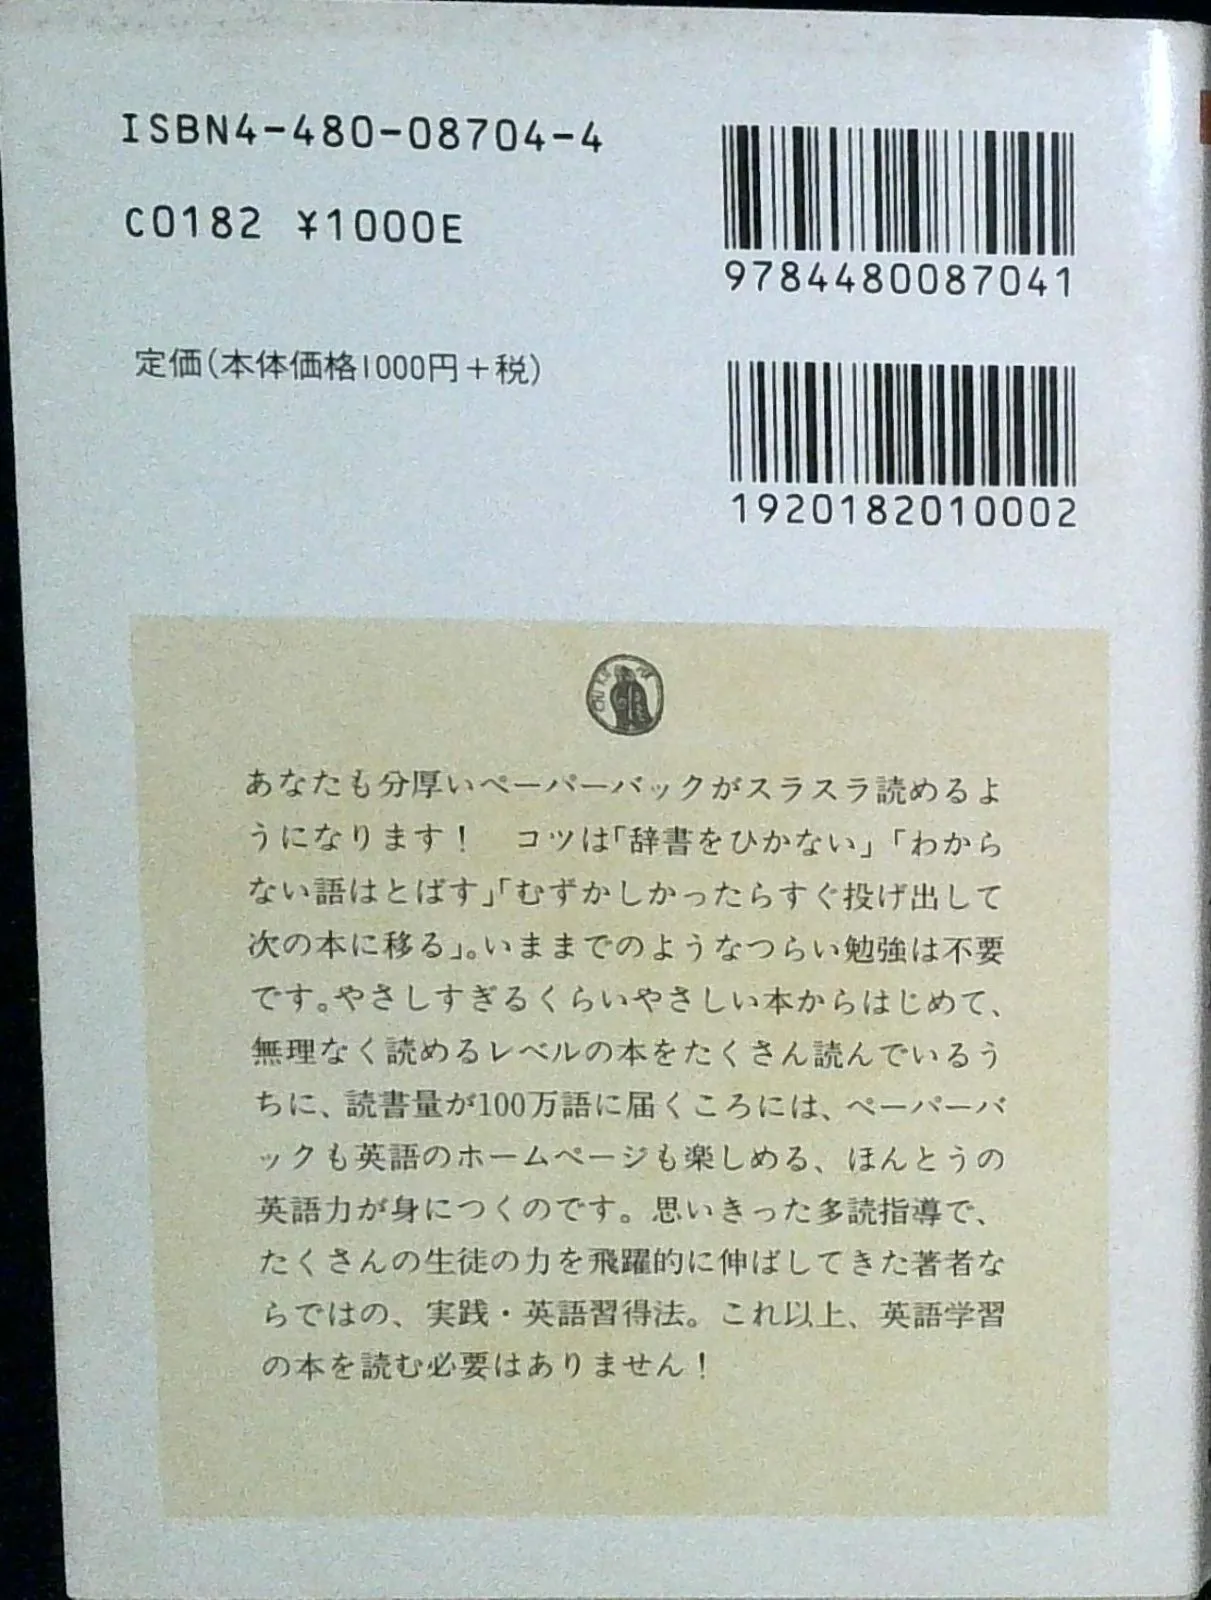 ISBN4-480-08704-4
C0182 ¥1000E
9784480087041
定価(本体価格1000円+税)
1920182010002
あなたも分厚いペーパーバックがスラスラ読めるよ
うになります！　コツは「辞書をひかない」「わから
ない語はとばす」「むずかしかったらすぐ投げ出して
次の本に移る」。いままでのようなつらい勉強は不要
です。やさしすぎるくらいやさしい本からはじめて、
無理なく読めるレベルの本をたくさん読んでいるう
ちに、読書量が100万語に届くころには、ペーパーバ
ックも英語のホームページも楽しめる、ほんとうの
英語力が身につくのです。思いきった多読指導で、
たくさんの生徒の力を飛躍的に伸ばしてきた著者な
らではの、実践・英語習得法。これ以上、英語学習
の本を読む必要はありません！